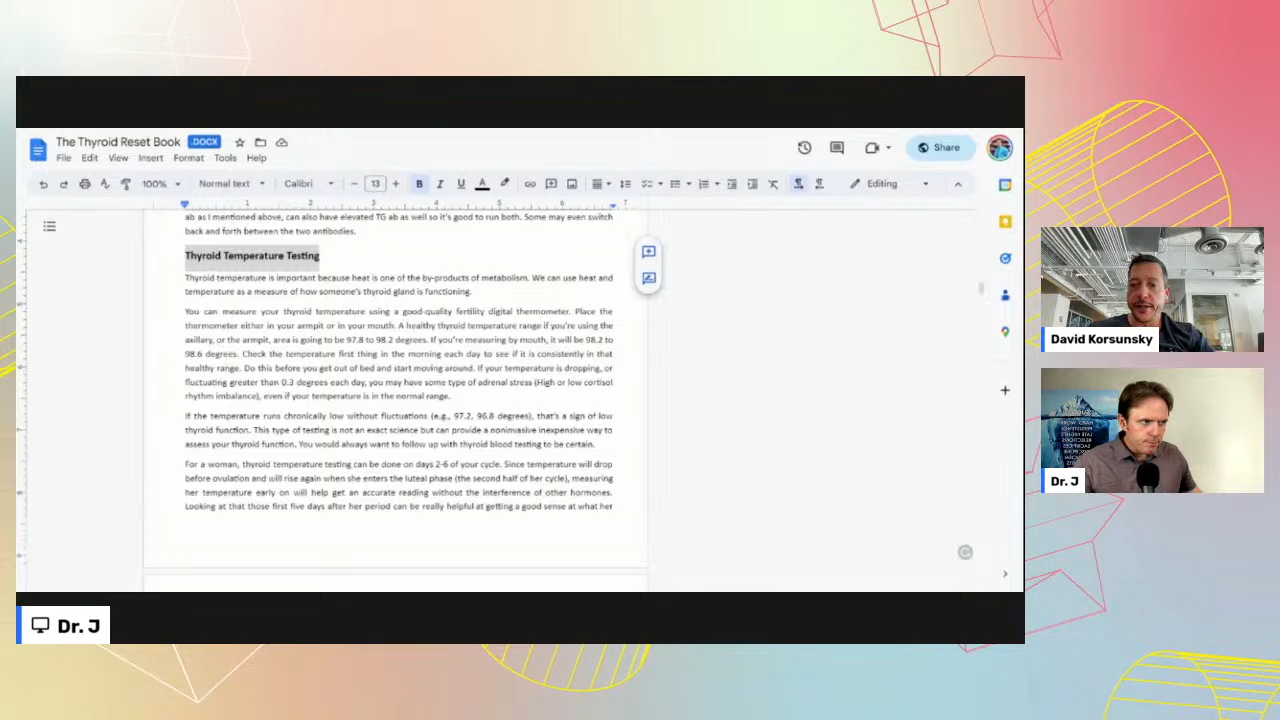 The Thyroid Reset Book .DOCX
File Edit View Insert Format Tools Help
Share
100% Normal text Calibri 13 B I U A Editing
1 2 3 4 5 6 7
ab as I mentioned above, can also have elevated TG ab as well so it's good to run both. Some may even switch
back and forth between the two antibodies.
Thyroid Temperature Testing
Thyroid temperature is important because heat is one of the by-products of metabolism. We can use heat and
temperature as a measure of how someone's thyroid gland is functioning.
You can measure your thyroid temperature using a good-quality fertility digital thermometer. Place the
thermometer either in your armpit or in your mouth. A healthy thyroid temperature range if you're using the
axillary, or the armpit, area is going to be 97.8 to 98.2 degrees. If you're measuring by mouth, it will be 98.2 to
98.6 degrees. Check the temperature first thing in the morning each day to see if it is consistently in that
healthy range. Do this before you get out of bed and start moving around. If your temperature is dropping, or
fluctuating greater than 0.3 degrees each day, you may have some type of adrenal stress (High or low cortisol
rhythm imbalance), even if your temperature is in the normal range.
If the temperature runs chronically low without fluctuations (e.g., 97.2, 96.8 degrees), that's a sign of low
thyroid function. This type of testing is not an exact science but can provide a noninvasive inexpensive way to
assess your thyroid function. You would always want to follow up with thyroid blood testing to be certain.
For a woman, thyroid temperature testing can be done on days 2-6 of your cycle. Since temperature will drop
before ovulation and will rise again when she enters the luteal phase (the second half of her cycle), measuring
her temperature early on will help get an accurate reading without the interference of other hormones.
Looking at that those first five days after her period can be really helpful at getting a good sense at what her
David Korsunsky
HARD WORK
PERSISTENCE
LATE NIGHTS
REJECTIONS
SACRIFICES
DISCIPLINE
Dr. J
Dr. J